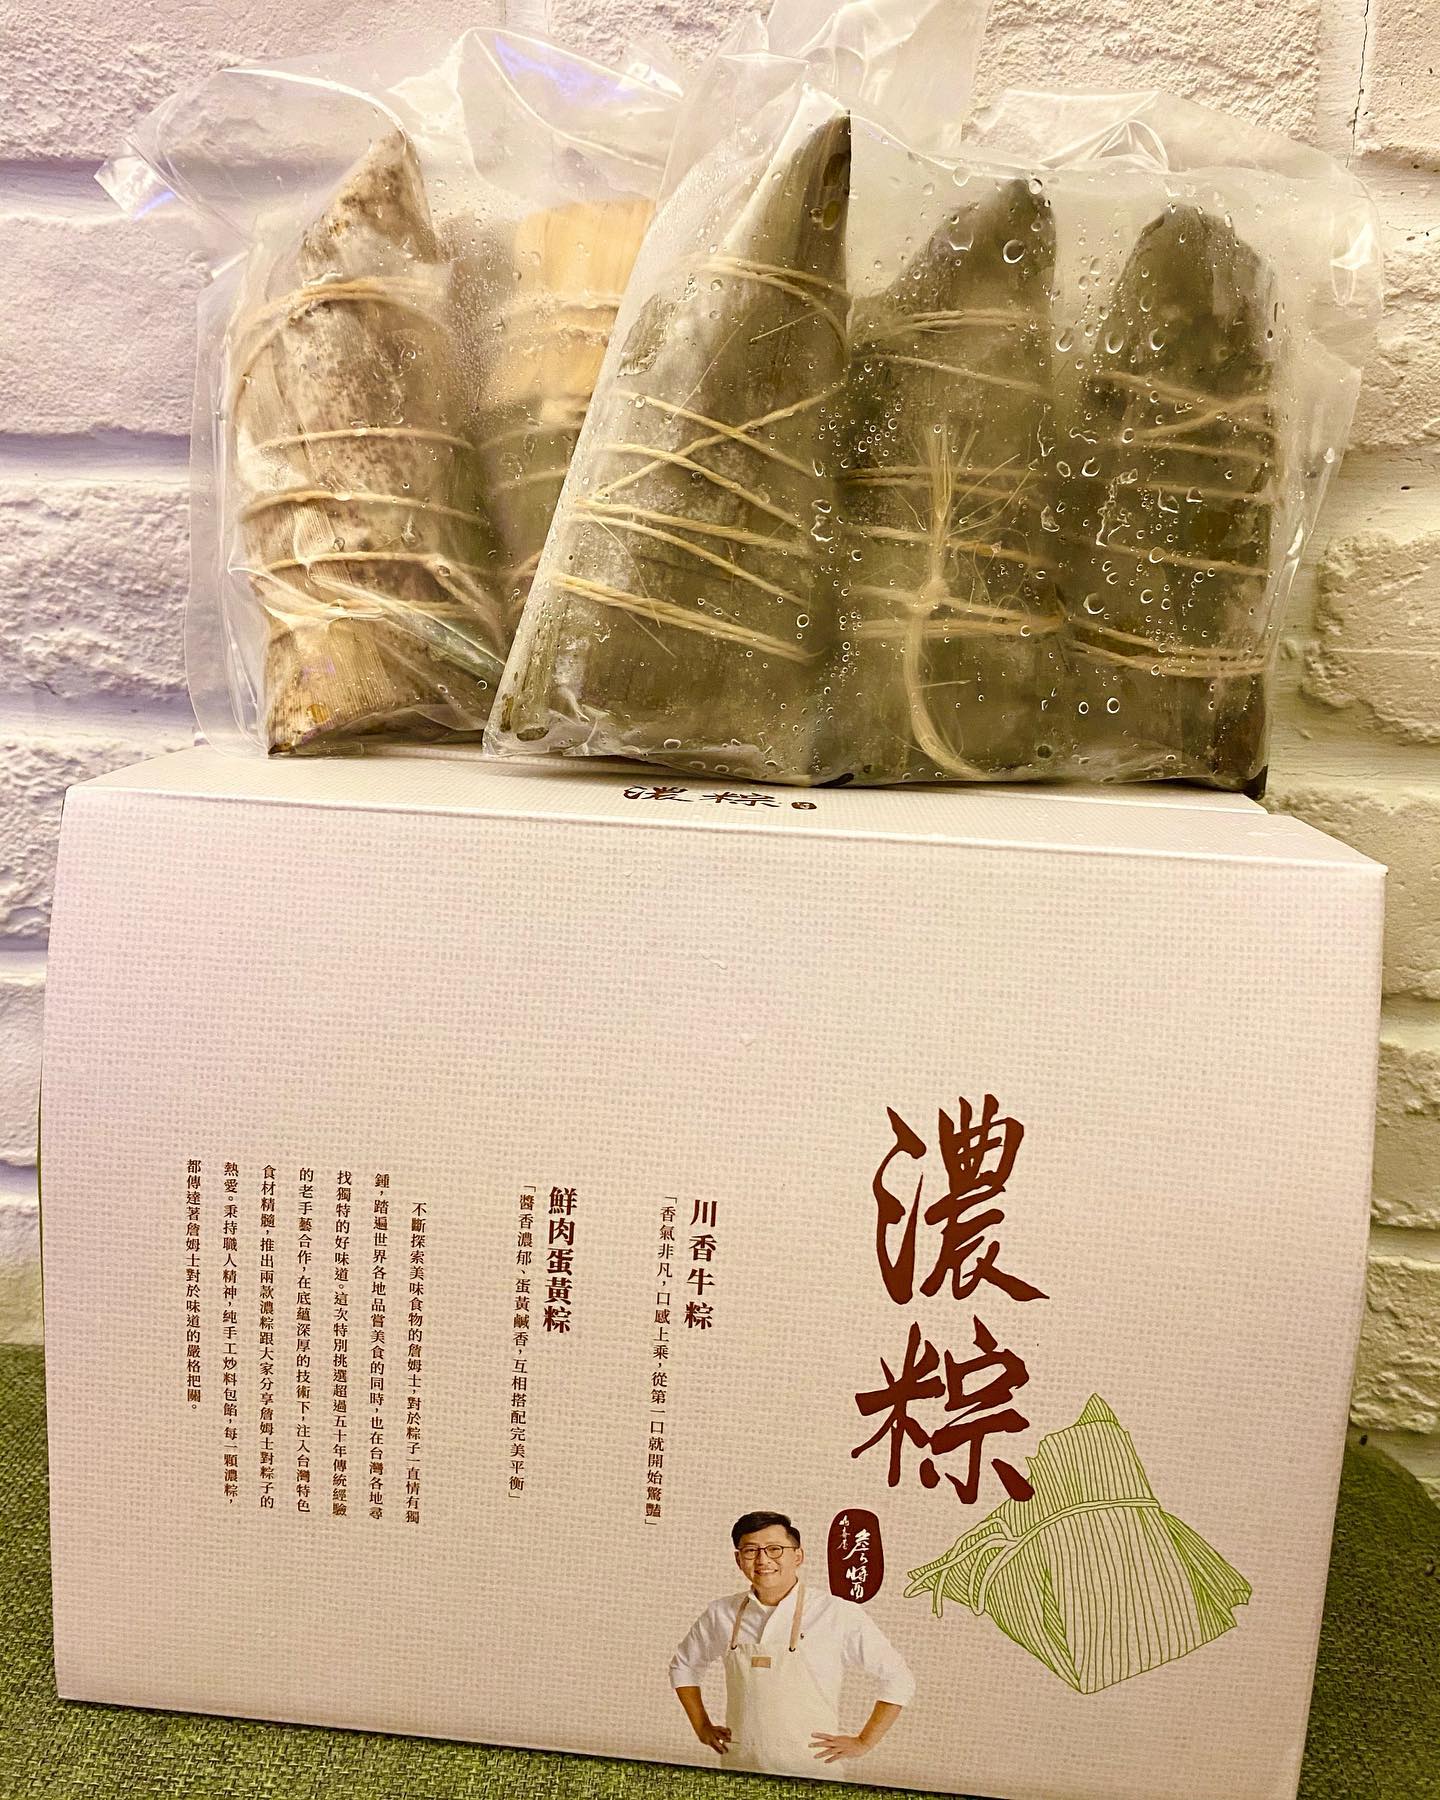 濃粽
濃粽
川香牛粽
「香氣非凡，口感上乘，從第一口就開始驚豔」
鮮肉蛋黃粽
「醬香濃郁、蛋黃鹹香，互相搭配完美平衡」
不斷探索美味食物的詹姆士，對於粽子一直情有獨
鍾，踏遍世界各地品嘗美食的同時，也在台灣各地尋
找獨特的好味道。這次特別挑選超過五十年傳統經驗
的老手藝合作，在底蘊深厚的技術下，注入台灣特色
食材精髓，推出兩款濃粽跟大家分享詹姆士對粽子的
熱愛。秉持職人精神，純手工炒料包餡，每一顆濃粽，
都傳達著詹姆士對於味道的嚴格把關。